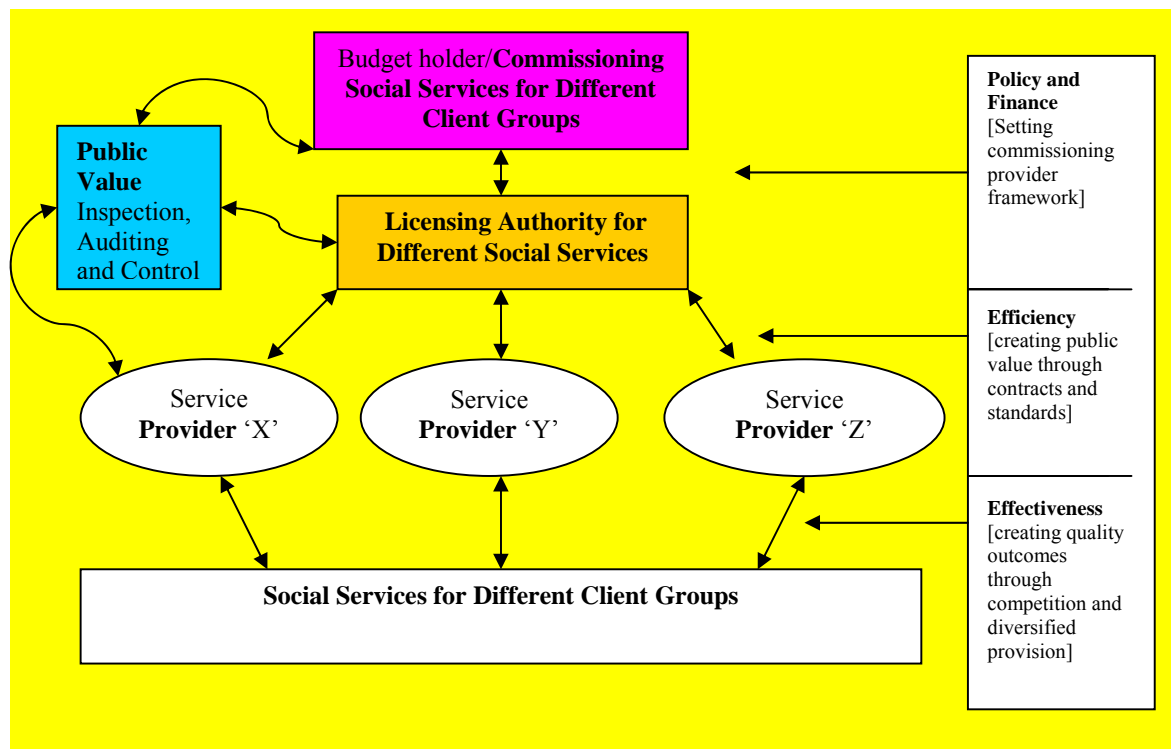 Budget holder/Commissioning
Social Services for Different
Client Groups
Public
Value
Inspection,
Auditing
and Control
Licensing Authority for
Different Social Services
Service
Provider ‘X’
Service
Provider ‘Y’
Service
Provider ‘Z’
Social Services for Different Client Groups
Policy and
Finance
[Setting
commissioning
provider
framework]
Efficiency
[creating public
value through
contracts and
standards]
Effectiveness
[creating quality
outcomes
through
competition and
diversified
provision]